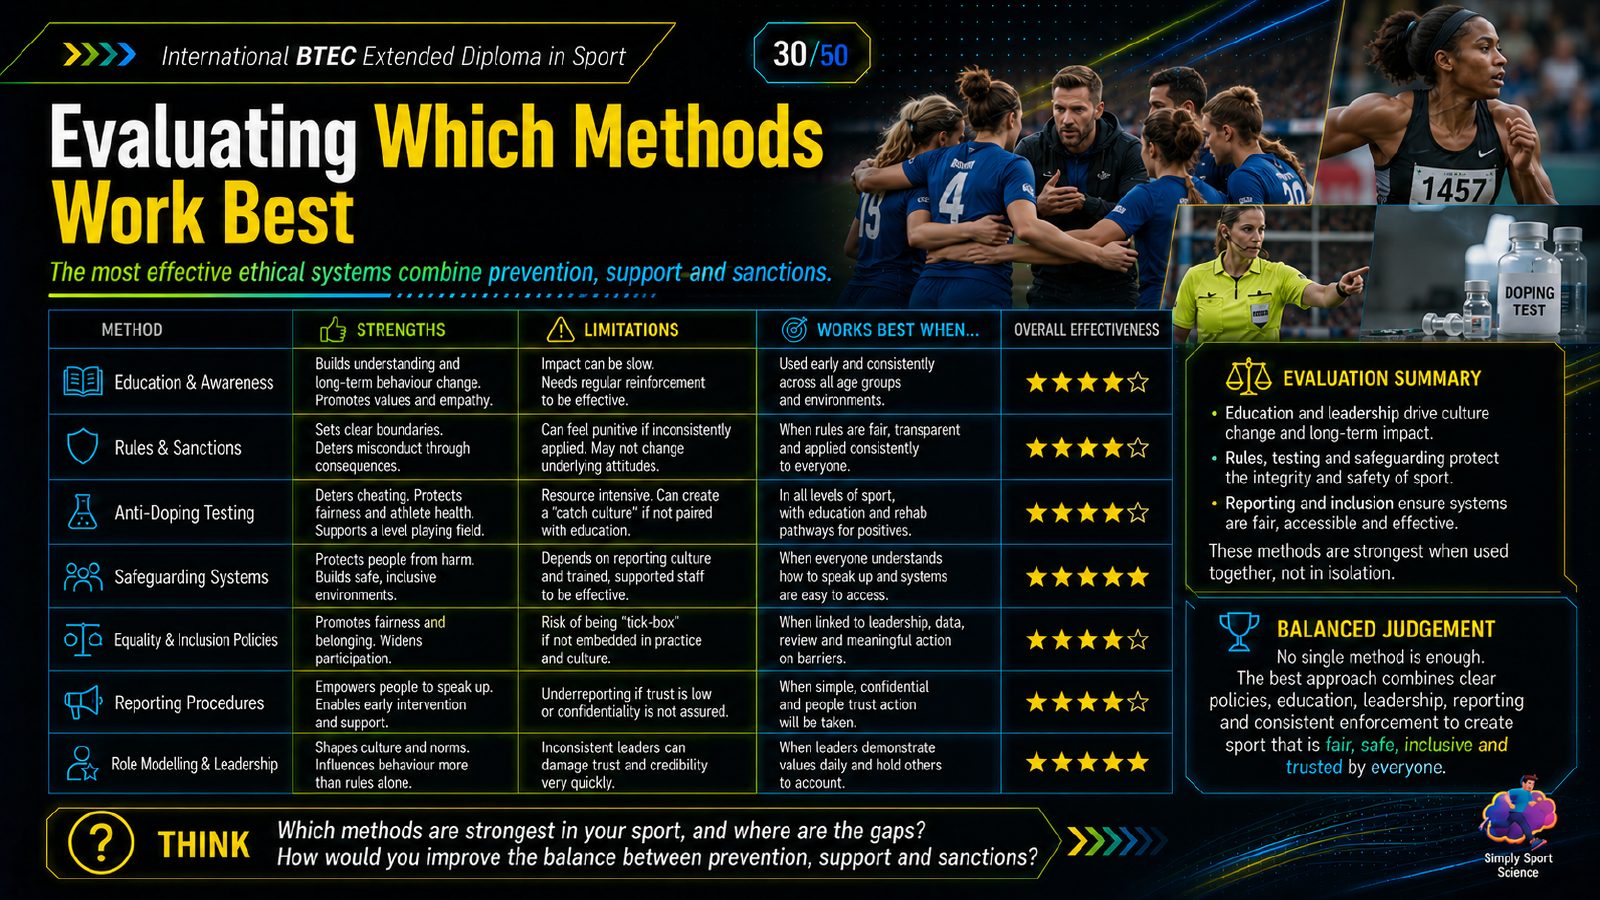 International BTEC Extended Diploma in Sport
30/50
Evaluating Which Methods
Work Best
The most effective ethical systems combine prevention, support and sanctions.
4
1457
DOPING
TEST
METHOD
STRENGTHS
LIMITATIONS
WORKS BEST WHEN...
OVERALL EFFECTIVENESS
Education & Awareness
Builds understanding and
long-term behaviour change.
Promotes values and empathy.
Impact can be slow.
Needs regular reinforcement
to be effective.
Used early and consistently
across all age groups
and environments.
Rules & Sanctions
Sets clear boundaries.
Deters misconduct through
consequences.
Can feel punitive if inconsistently
applied. May not change
underlying attitudes.
When rules are fair, transparent
and applied consistently
to everyone.
Anti-Doping Testing
Deters cheating. Protects
fairness and athlete health.
Supports a level playing field.
Resource intensive. Can create
a "catch culture" if not paired
with education.
In all levels of sport,
with education and rehab
pathways for positives.
Safeguarding Systems
Protects people from harm.
Builds safe, inclusive
environments.
Depends on reporting culture
and trained, supported staff
to be effective.
When everyone understands
how to speak up and systems
are easy to access.
Equality & Inclusion Policies
Promotes fairness and
belonging. Widens
participation.
Risk of being "tick-box"
if not embedded in practice
and culture.
When linked to leadership, data,
review and meaningful action
on barriers.
Reporting Procedures
Empowers people to speak up.
Enables early intervention
and support.
Underreporting if trust is low
or confidentiality is not assured.
When simple, confidential
and people trust action
will be taken.
Role Modelling & Leadership
Shapes culture and norms.
Influences behaviour more
than rules alone.
Inconsistent leaders can
damage trust and credibility
very quickly.
When leaders demonstrate
values daily and hold others
to account.
EVALUATION SUMMARY
• Education and leadership drive culture
change and long-term impact.
• Rules, testing and safeguarding protect
the integrity and safety of sport.
• Reporting and inclusion ensure systems
are fair, accessible and effective.
These methods are strongest when used
together, not in isolation.
BALANCED JUDGEMENT
No single method is enough.
The best approach combines clear
policies, education, leadership, reporting
and consistent enforcement to create
sport that is fair, safe, inclusive and
trusted by everyone.
?
THINK
Which methods are strongest in your sport, and where are the gaps?
How would you improve the balance between prevention, support and sanctions?
Simply Sport
Science